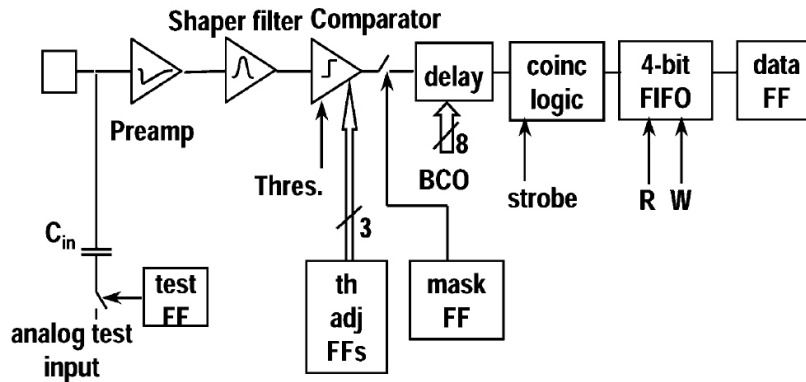 Shaper filter Comparator
Preamp
delay
coinc
logic
4-bit
FIFO
data
FF
Thres.
8
BCO
strobe
R W
3
Cin
test
FF
analog test
input
th
adj
FFs
mask
FF